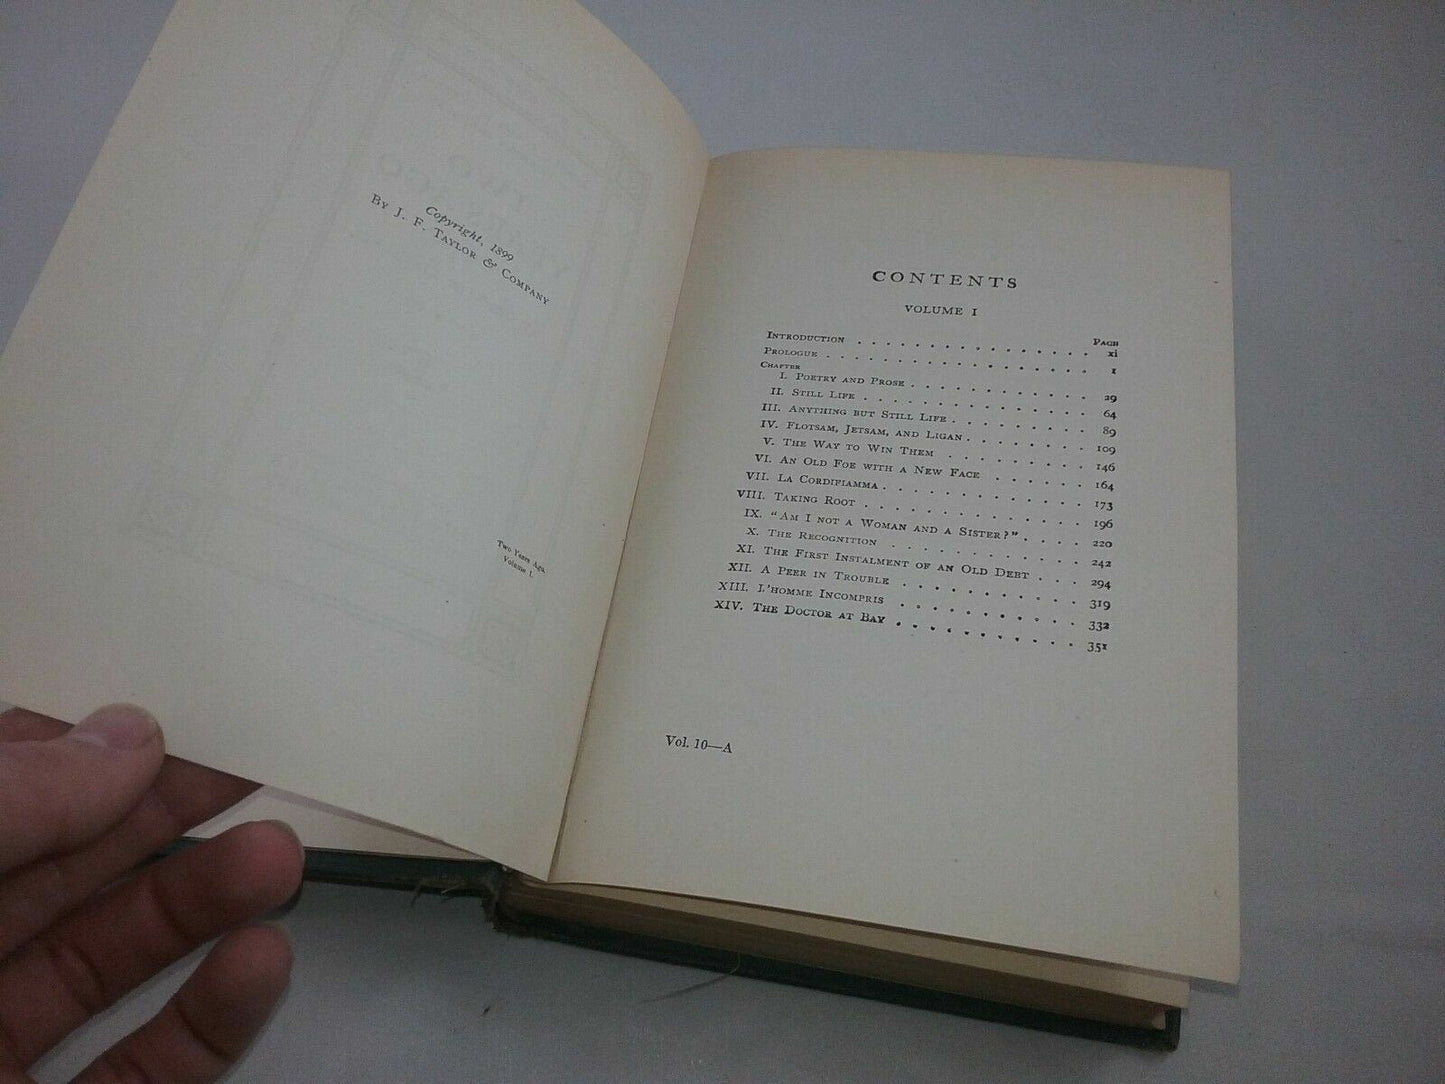 Copyright, 1899
By J. F. Taylor & Company
Two Years Ago,
Volume I.
CONTENTS
VOLUME I
Page
Introduction . . . . . . . . . . . . . . . xi
Prologue . . . . . . . . . . . . . . . . . 1
Chapter
I. Poetry and Prose . . . . . . . . . . . 29
II. Still Life . . . . . . . . . . . . . . 64
III. Anything but Still Life . . . . . . . . 89
IV. Flotsam, Jetsam, and Ligan . . . . . . . 109
V. The Way to Win Them . . . . . . . . . 146
VI. An Old Foe with a New Face . . . . . . 164
VII. La Cordifiamma . . . . . . . . . . . . 173
VIII. Taking Root . . . . . . . . . . . . . 196
IX. "Am I not a Woman and a Sister?" . . . . 220
X. The Recognition . . . . . . . . . . . 242
XI. The First Instalment of an Old Debt . . . 294
XII. A Peer in Trouble . . . . . . . . . . 319
XIII. L'homme Incompris . . . . . . . . . . 332
XIV. The Doctor at Bay . . . . . . . . . . 351
Vol. 10—A